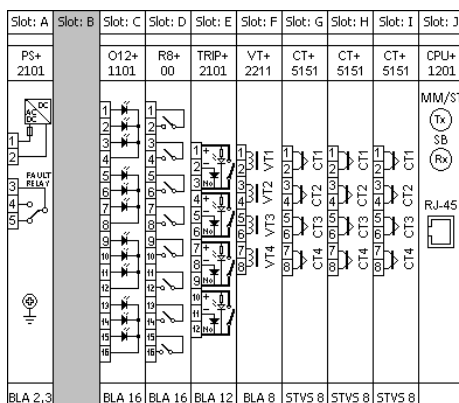 Slot: A Slot: B Slot: C Slot: D Slot: E Slot: F Slot: G Slot: H Slot: I Slot: J
PS+ O12+ R8+ TRIP+ VT+ CT+ CT+ CT+ CPU+
2101 1101 00 2101 2211 5151 5151 5151 1201
MM/ST
DC
AC
DC
Tx
SB
Rx
1
2
FAULT
RELAY
3
4
5
1
2
3
4
5
6
7
8
9
10
11
12
13
14
15
16
1
2
3
4
5
6
7
8
9
10
11
12
13
14
15
16
1 +
2 -
3 No
4 +
5 -
6 No
7 +
8 -
9 No
10 +
11 -
12 No
1
2 VT1
3
4 VT2
5
6 VT3
7
8 VT4
1
2 CT1
3
4 CT2
5
6 CT3
7
8 CT4
1
2 CT1
3
4 CT2
5
6 CT3
7
8 CT4
1
2 CT1
3
4 CT2
5
6 CT3
7
8 CT4
RJ-45
BLA 2,3 BLA 16 BLA 16 BLA 12 BLA 8 STVS 8 STVS 8 STVS 8